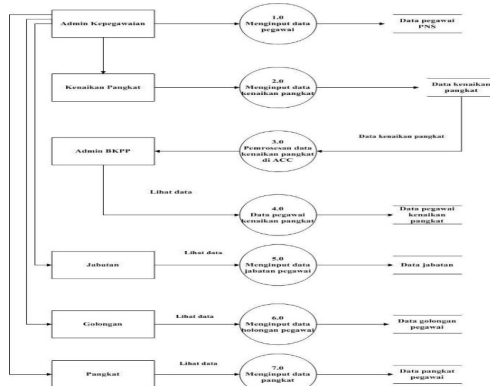 Admin Kepegawaian
1.0
Menginput data
pegawai
Data pegawai
PNS
Kenaikan Pangkat
2.0
Menginput data
kenaikan pangkat
Data kenaikan
pangkat
Data kenaikan pangkat
Admin BKPP
3.0
Pemrosesan data
kenaikan pangkat
di ACC
Lihat data
4.0
Data pegawai
kenaikan pangkat
Data pegawai
kenaikan
pangkat
Jabatan
Lihat data
5.0
Menginput data
jabatan pegawai
Data jabatan
Golongan
Lihat data
6.0
Menginput data
holongan pegawai
Data golongan
pegawai
Pangkat
Lihat data
7.0
Menginput data
pangkat
Data pangkat
pegawai